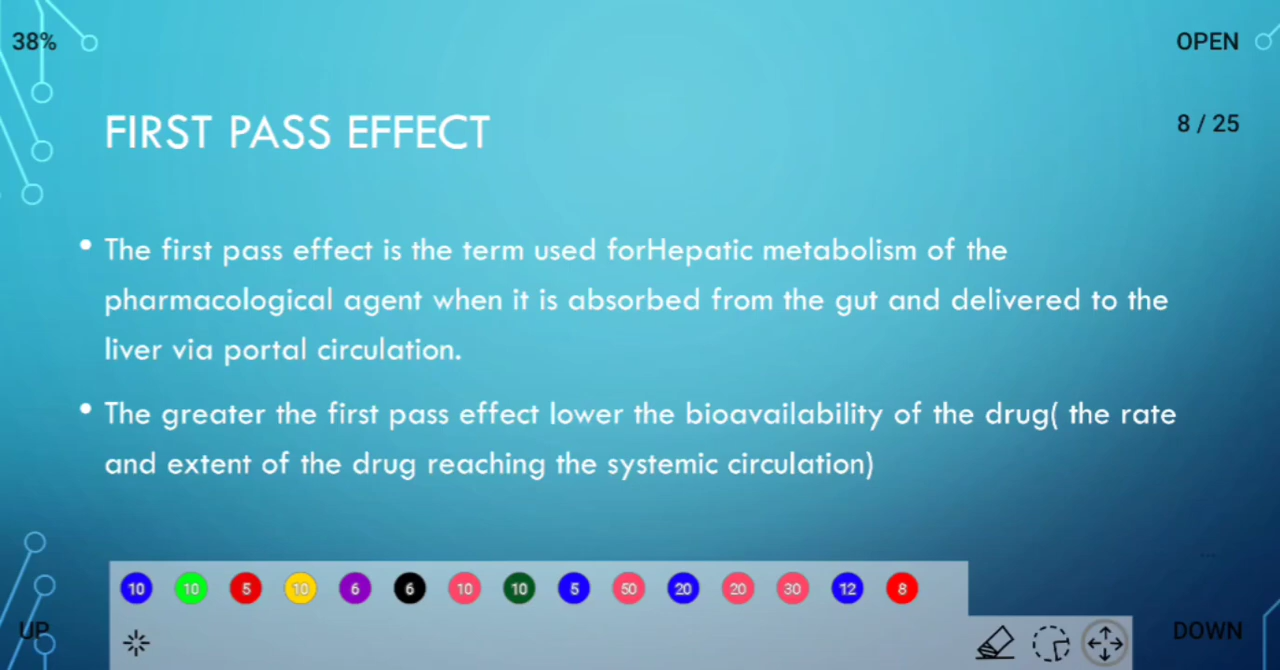 38%
OPEN
8 / 25
FIRST PASS EFFECT
• The first pass effect is the term used forHepatic metabolism of the
pharmacological agent when it is absorbed from the gut and delivered to the
liver via portal circulation.
• The greater the first pass effect lower the bioavailability of the drug( the rate
and extent of the drug reaching the systemic circulation)
10 10 5 10 6 6 10 10 5 50 20 20 30 12 8
UP
DOWN